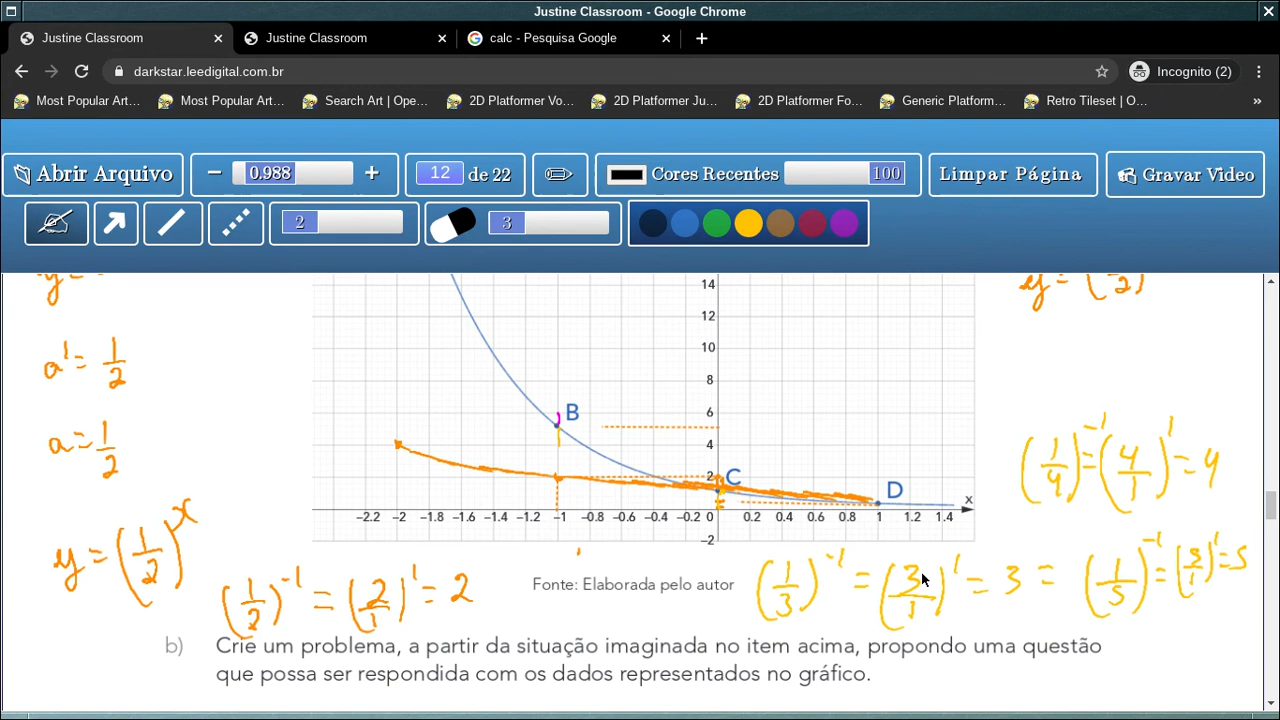 Justine Classroom - Google Chrome
Justine Classroom
Justine Classroom
calc - Pesquisa Google
darkstar.leedigital.com.br
Incognito (2)
Most Popular Art...
Most Popular Art...
Search Art | Ope...
2D Platformer Vo...
2D Platformer Ju...
2D Platformer Fo...
Generic Platform...
Retro Tileset | O...
»
Abrir Arquivo
− 0.988 +
12 de 22
Cores Recentes 100
Limpar Página
Gravar Video
2
3
14
12
10
8
6
4
2
0
−2
−2.2 −2 −1.8 −1.6 −1.4 −1.2 −1 −0.8 −0.6 −0.4 −0.2 0 0.2 0.4 0.6 0.8 1 1.2 1.4 x
B
C
D
a¹ = 1/2
a = 1/2
y = (1/2)^x
(1/2)^-1 = (2/1)^1 = 2
(1/4)^-1 = (4/1)^1 = 4
(1/3)^-1 = (3/1)^1 = 3 =
(1/5)^-1 = (5/1)^1 = 5
Fonte: Elaborada pelo autor
b) Crie um problema, a partir da situação imaginada no item acima, propondo uma questão
que possa ser respondida com os dados representados no gráfico.